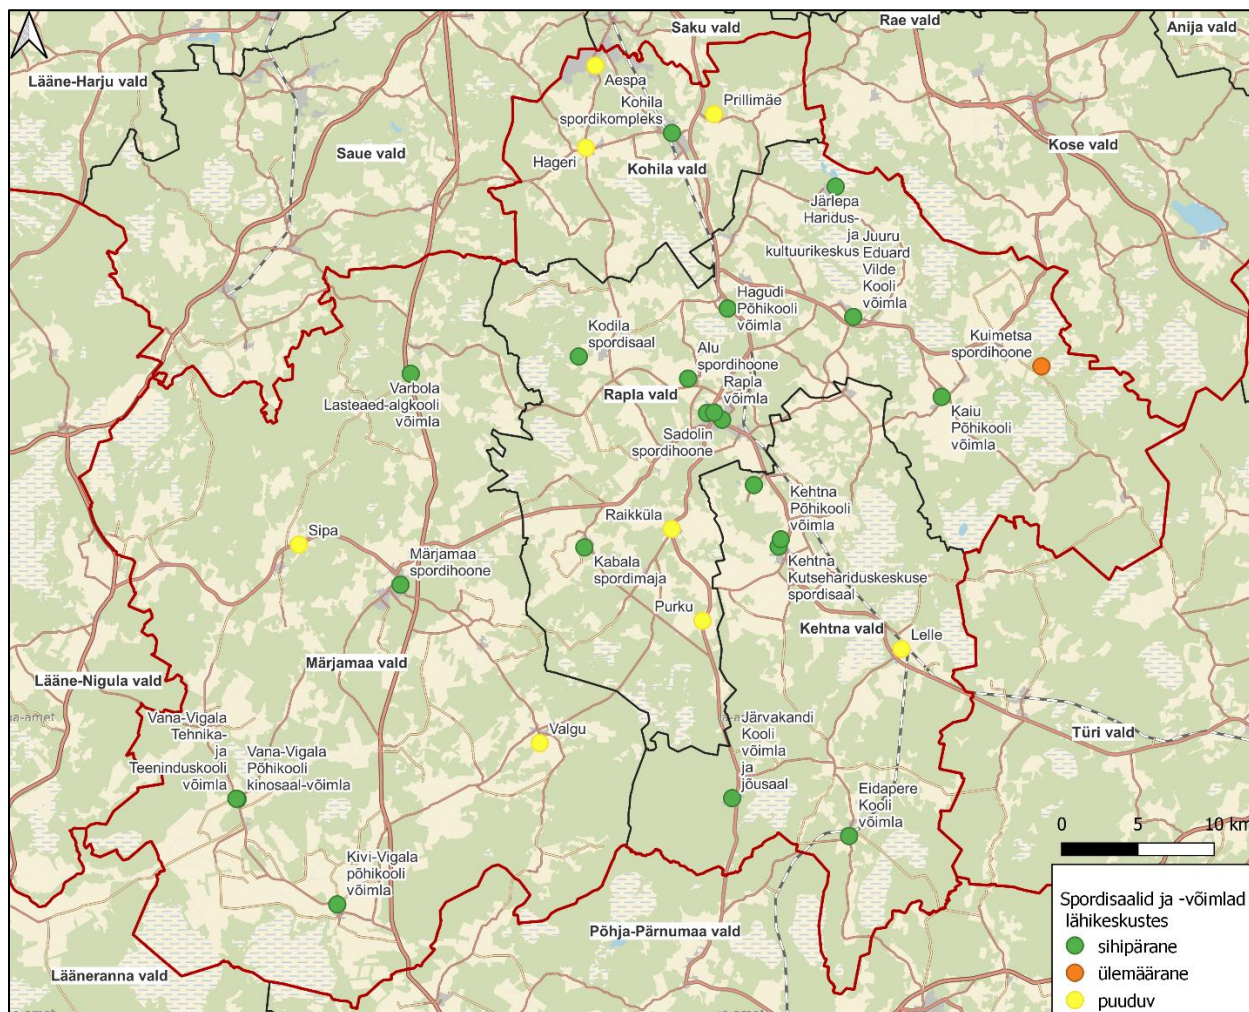 Saku vald
Rae vald
Anija vald
Lääne-Harju vald
Aespa
Kohila
spordikompleks
Prillimäe
Saue vald
Hageri
Kohila vald
Kose vald
Järlepa
Haridus-
ja
kultuurikeskus
Juuru
Eduard
Vilde
Kooli
võimla
Hagudi
Põhikooli
võimla
Kodila
spordisaal
Kuimetsa
spordihoone
Alu
spordihoone
Rapla
võimla
Varbola
Lasteaed-algkooli
võimla
Rapla vald
Kaiu
Põhikooli
võimla
Sadolin
spordihoone
Kehtna
Põhikooli
võimla
Raikküla
Sipa
Märjamaa
spordihoone
Kabala
spordimaja
Kehtna
Kutsehariduskeskuse
spordisaal
Purku
Kehtna vald
Lelle
Märjamaa vald
Lääne-Nigula vald
na-amet
Vana-Vigala
Tehnika-
ja
Teeninduskooli
võimla
Vana-Vigala
Põhikooli
kinosaal-võimla
Valgu
Järvakandi
Kooli
võimla
ja
jõusaal
Türi vald
Eidapere
Kooli
võimla
Kivi-Vigala
põhikooli
võimla
Põhja-Pärnumaa vald
Lääneranna vald
0 5 10 km
Spordisaalid ja -võimlad
lähikeskustes
sihipärane
ülemäärane
puuduv